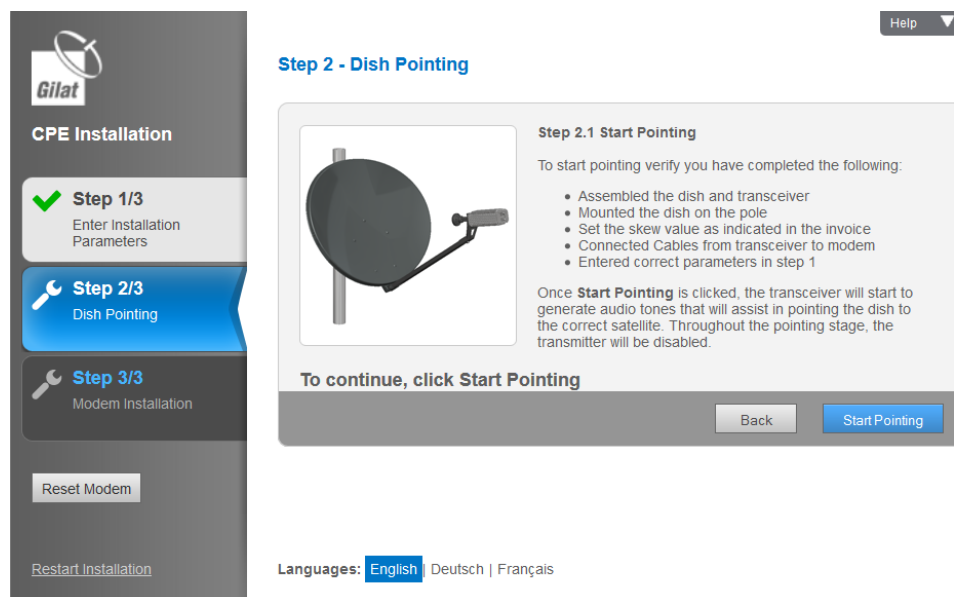 Help
Gilat
CPE Installation
Step 1/3
Enter Installation
Parameters
Step 2/3
Dish Pointing
Step 3/3
Modem Installation
Reset Modem
Restart Installation
Step 2 - Dish Pointing
Step 2.1 Start Pointing
To start pointing verify you have completed the following:
• Assembled the dish and transceiver
• Mounted the dish on the pole
• Set the skew value as indicated in the invoice
• Connected Cables from transceiver to modem
• Entered correct parameters in step 1
Once Start Pointing is clicked, the transceiver will start to
generate audio tones that will assist in pointing the dish to
the correct satellite. Throughout the pointing stage, the
transmitter will be disabled.
To continue, click Start Pointing
Back
Start Pointing
Languages: English | Deutsch | Français